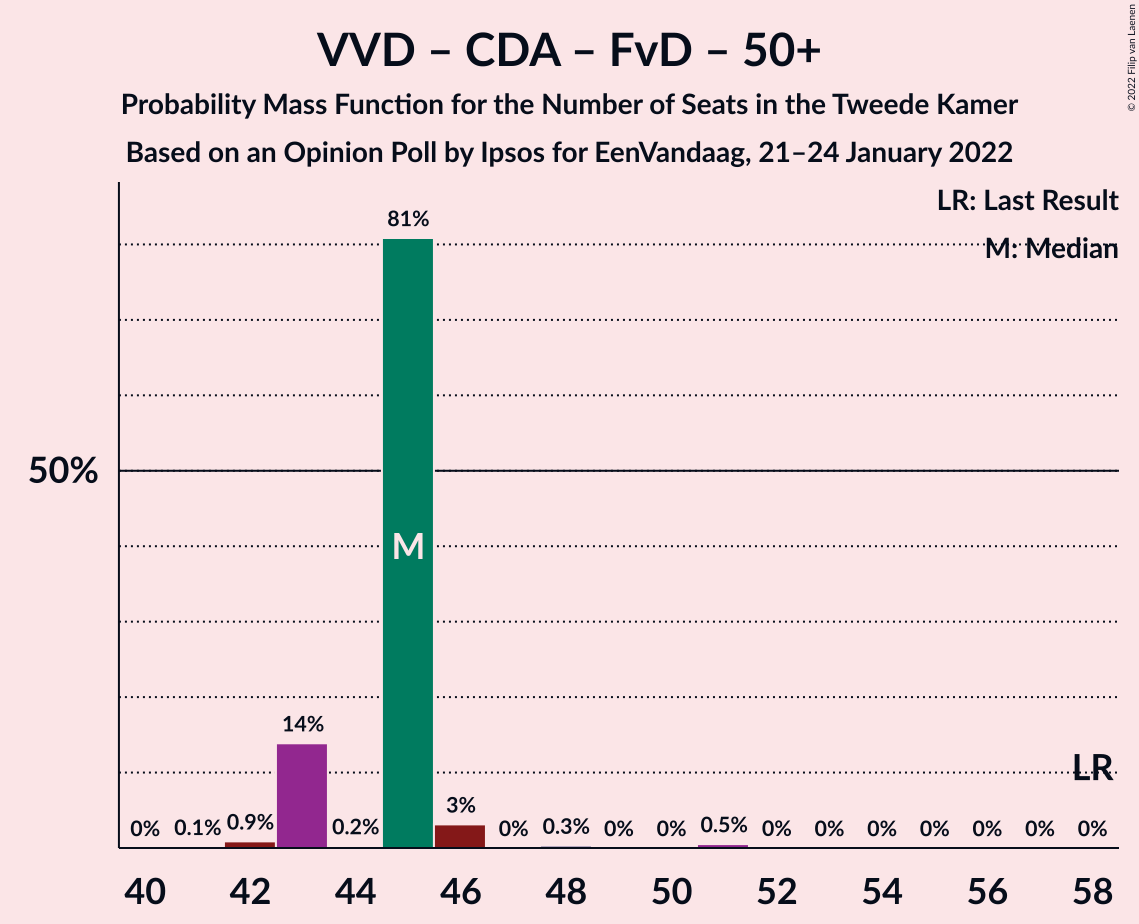 VVD – CDA – FvD – 50+
Probability Mass Function for the Number of Seats in the Tweede Kamer
Based on an Opinion Poll by Ipsos for EenVandaag, 21–24 January 2022
© 2022 Filip van Laenen
LR: Last Result
M: Median
50%
81%
M
14%
LR
3%
0% 0.1% 0.9% 0.2% 0% 0.3% 0% 0% 0.5% 0% 0% 0% 0% 0% 0% 0%
40 42 44 46 48 50 52 54 56 58